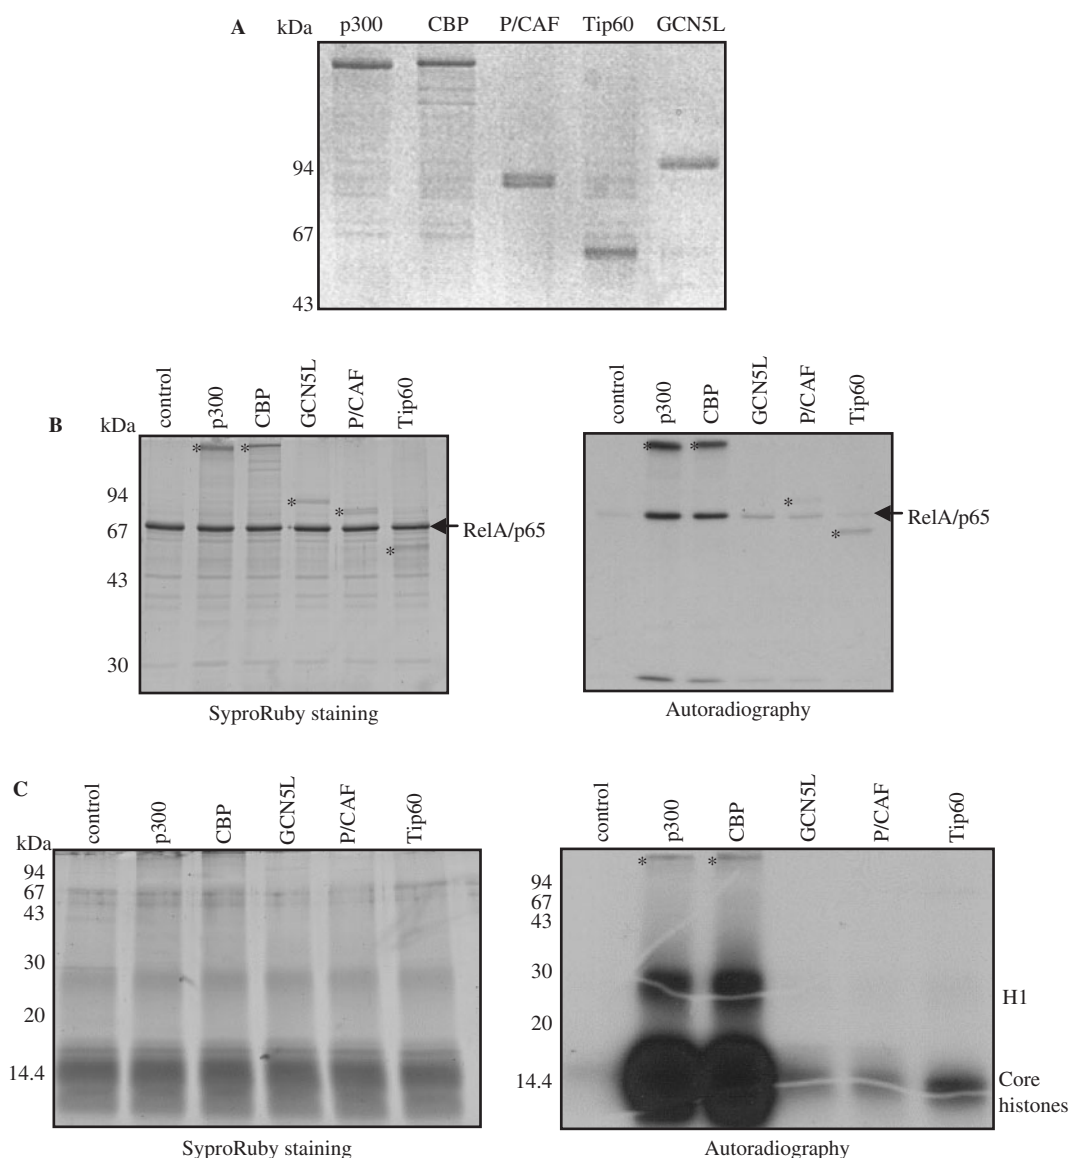 A kDa p300 CBP P/CAF Tip60 GCN5L
94
67
43
B kDa control p300 CBP GCN5L P/CAF Tip60
*
*
*
*
*
94
67
43
30
RelA/p65
SyproRuby staining
control p300 CBP GCN5L P/CAF Tip60
*
*
*
*
RelA/p65
Autoradiography
C kDa control p300 CBP GCN5L P/CAF Tip60
94
67
43
30
20
14.4
SyproRuby staining
control p300 CBP GCN5L P/CAF Tip60
*
*
94
67
43
30
20
14.4
H1
Core
histones
Autoradiography